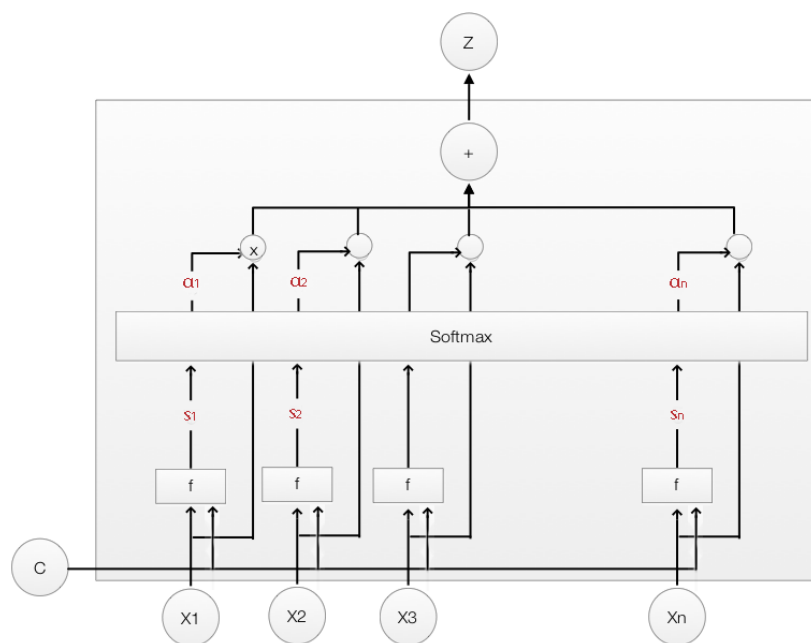 Z
+
x
α1 α2 αn
Softmax
s1 s2 sn
f f f f
C
X1 X2 X3 Xn